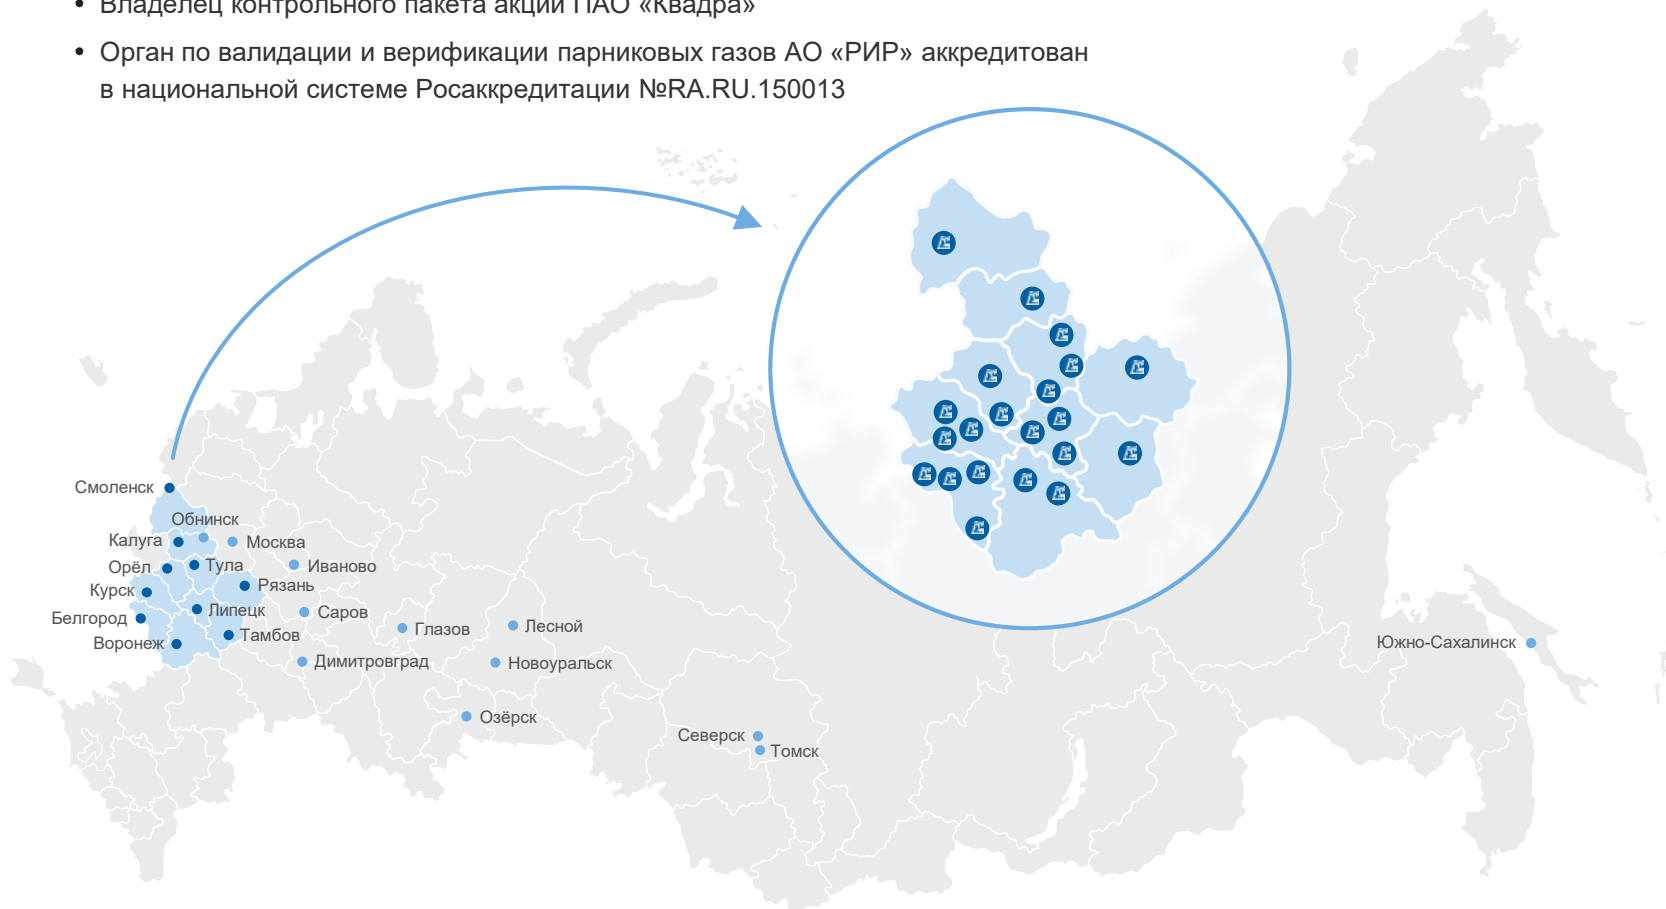 • Владелец контрольного пакета акций ПАО «Квадра»
• Орган по валидации и верификации парниковых газов АО «РИР» аккредитован
в национальной системе Росаккредитации №RA.RU.150013
Смоленск
Обнинск
Калуга
Москва
Орёл
Тула
Иваново
Курск
Рязань
Белгород
Липецк
Саров
Воронеж
Тамбов
Глазов
Лесной
Димитровград
Новоуральск
Озёрск
Северск
Томск
Южно-Сахалинск